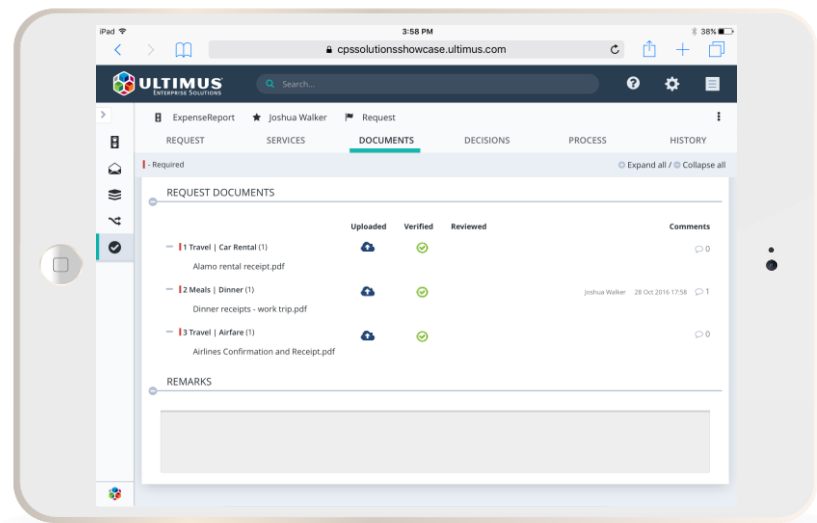 iPad 3:58 PM 38%
cpssolutionsshowcase.ultimus.com
ULTIMUS Search...
ENTERPRISE SOLUTIONS
ExpenseReport Joshua Walker Request
REQUEST SERVICES DOCUMENTS DECISIONS PROCESS HISTORY
- Required Expand all / Collapse all
REQUEST DOCUMENTS
Uploaded Verified Reviewed Comments
1 Travel | Car Rental (1) 0
Alamo rental receipt.pdf
2 Meals | Dinner (1) Joshua Walker 28 Oct 2016 17:58 1
Dinner receipts - work trip.pdf
3 Travel | Airfare (1) 0
Airlines Confirmation and Receipt.pdf
REMARKS